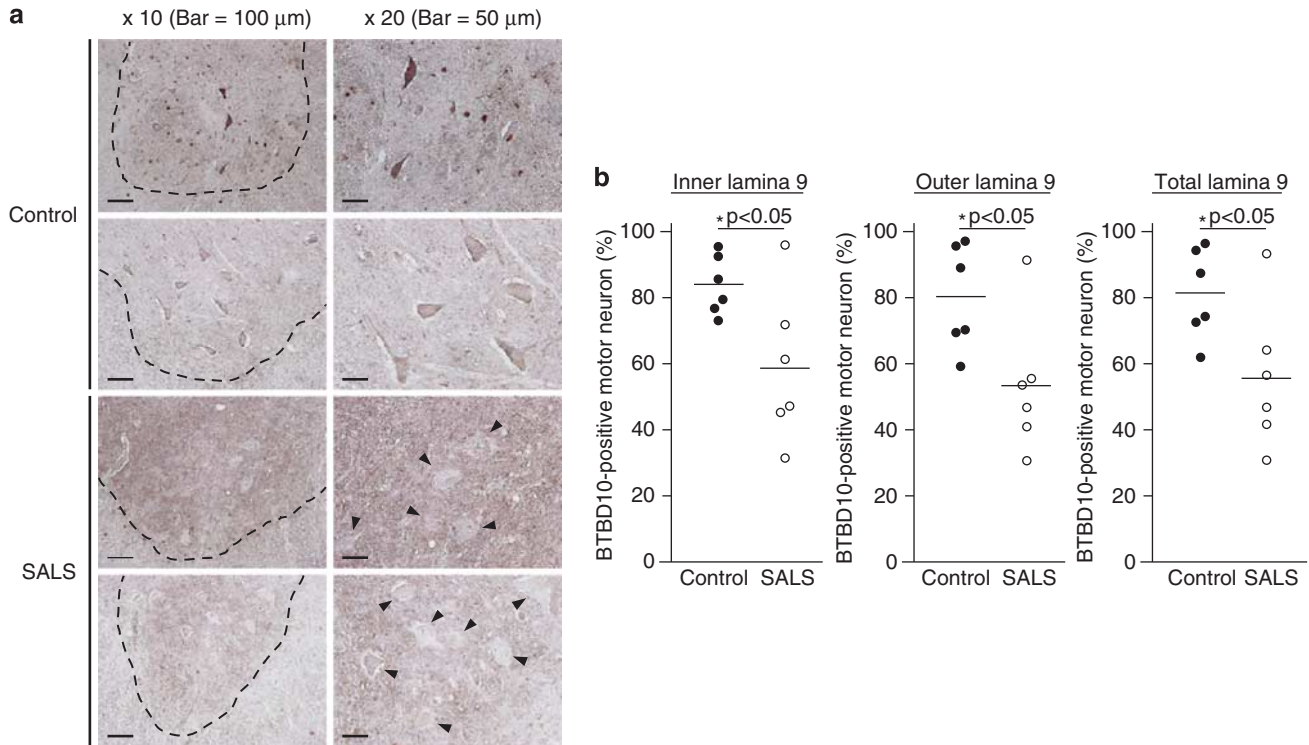 a
x 10 (Bar = 100 μm)
x 20 (Bar = 50 μm)
Control
SALS
b
Inner lamina 9
* p<0.05
BTBD10-positive motor neuron (%)
100
80
60
40
20
0
Control SALS
Outer lamina 9
* p<0.05
BTBD10-positive motor neuron (%)
100
80
60
40
20
0
Control SALS
Total lamina 9
* p<0.05
BTBD10-positive motor neuron (%)
100
80
60
40
20
0
Control SALS